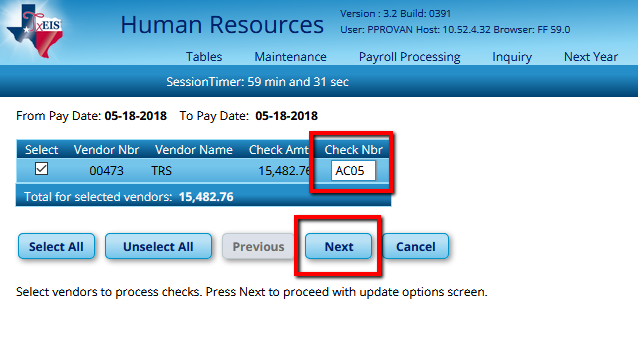 TxEIS
Human Resources
Version : 3.2 Build: 0391
User: PPROVAN Host: 10.52.4.32 Browser: FF 59.0
Tables Maintenance Payroll Processing Inquiry Next Year
SessionTimer: 59 min and 31 sec
From Pay Date: 05-18-2018 To Pay Date: 05-18-2018
Select Vendor Nbr Vendor Name Check Amt Check Nbr
00473 TRS 15,482.76 AC05
Total for selected vendors: 15,482.76
Select All Unselect All Previous Next Cancel
Select vendors to process checks. Press Next to proceed with update options screen.